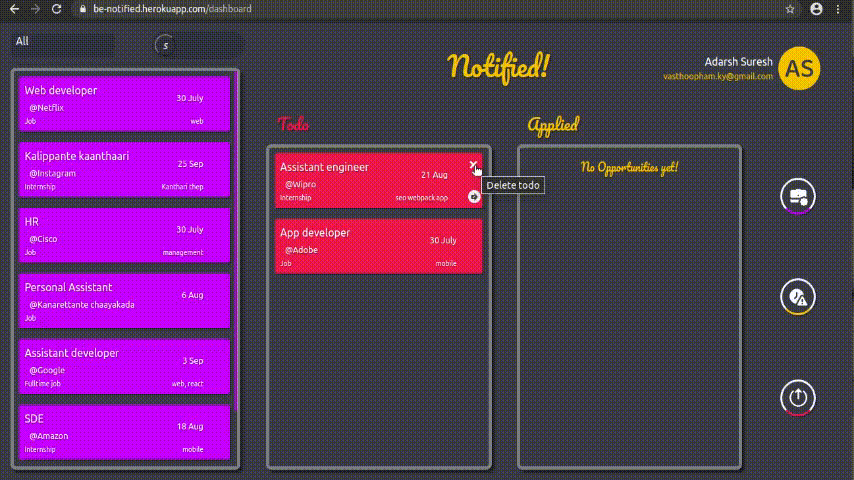 be-notified.herokuapp.com/dashboard
All
s
Notified!
Adarsh Suresh
vasthoopham.ky@gmail.com
AS
Web developer
30 July
@Netflix
Job
web
Kalippante kaanthaari
25 Sep
@Instagram
Internship
Kanthari chep
HR
30 July
@Cisco
Job
management
Personal Assistant
6 Aug
@Kanarettante chaayakada
Job
Assistant developer
3 Sep
@Google
Fulltime job
web, react
SDE
18 Aug
@Amazon
Internship
mobile
Todo
Assistant engineer
21 Aug
@Wipro
Internship
seo webpack app
Delete todo
App developer
30 July
@Adobe
Job
mobile
Applied
No Opportunities yet!